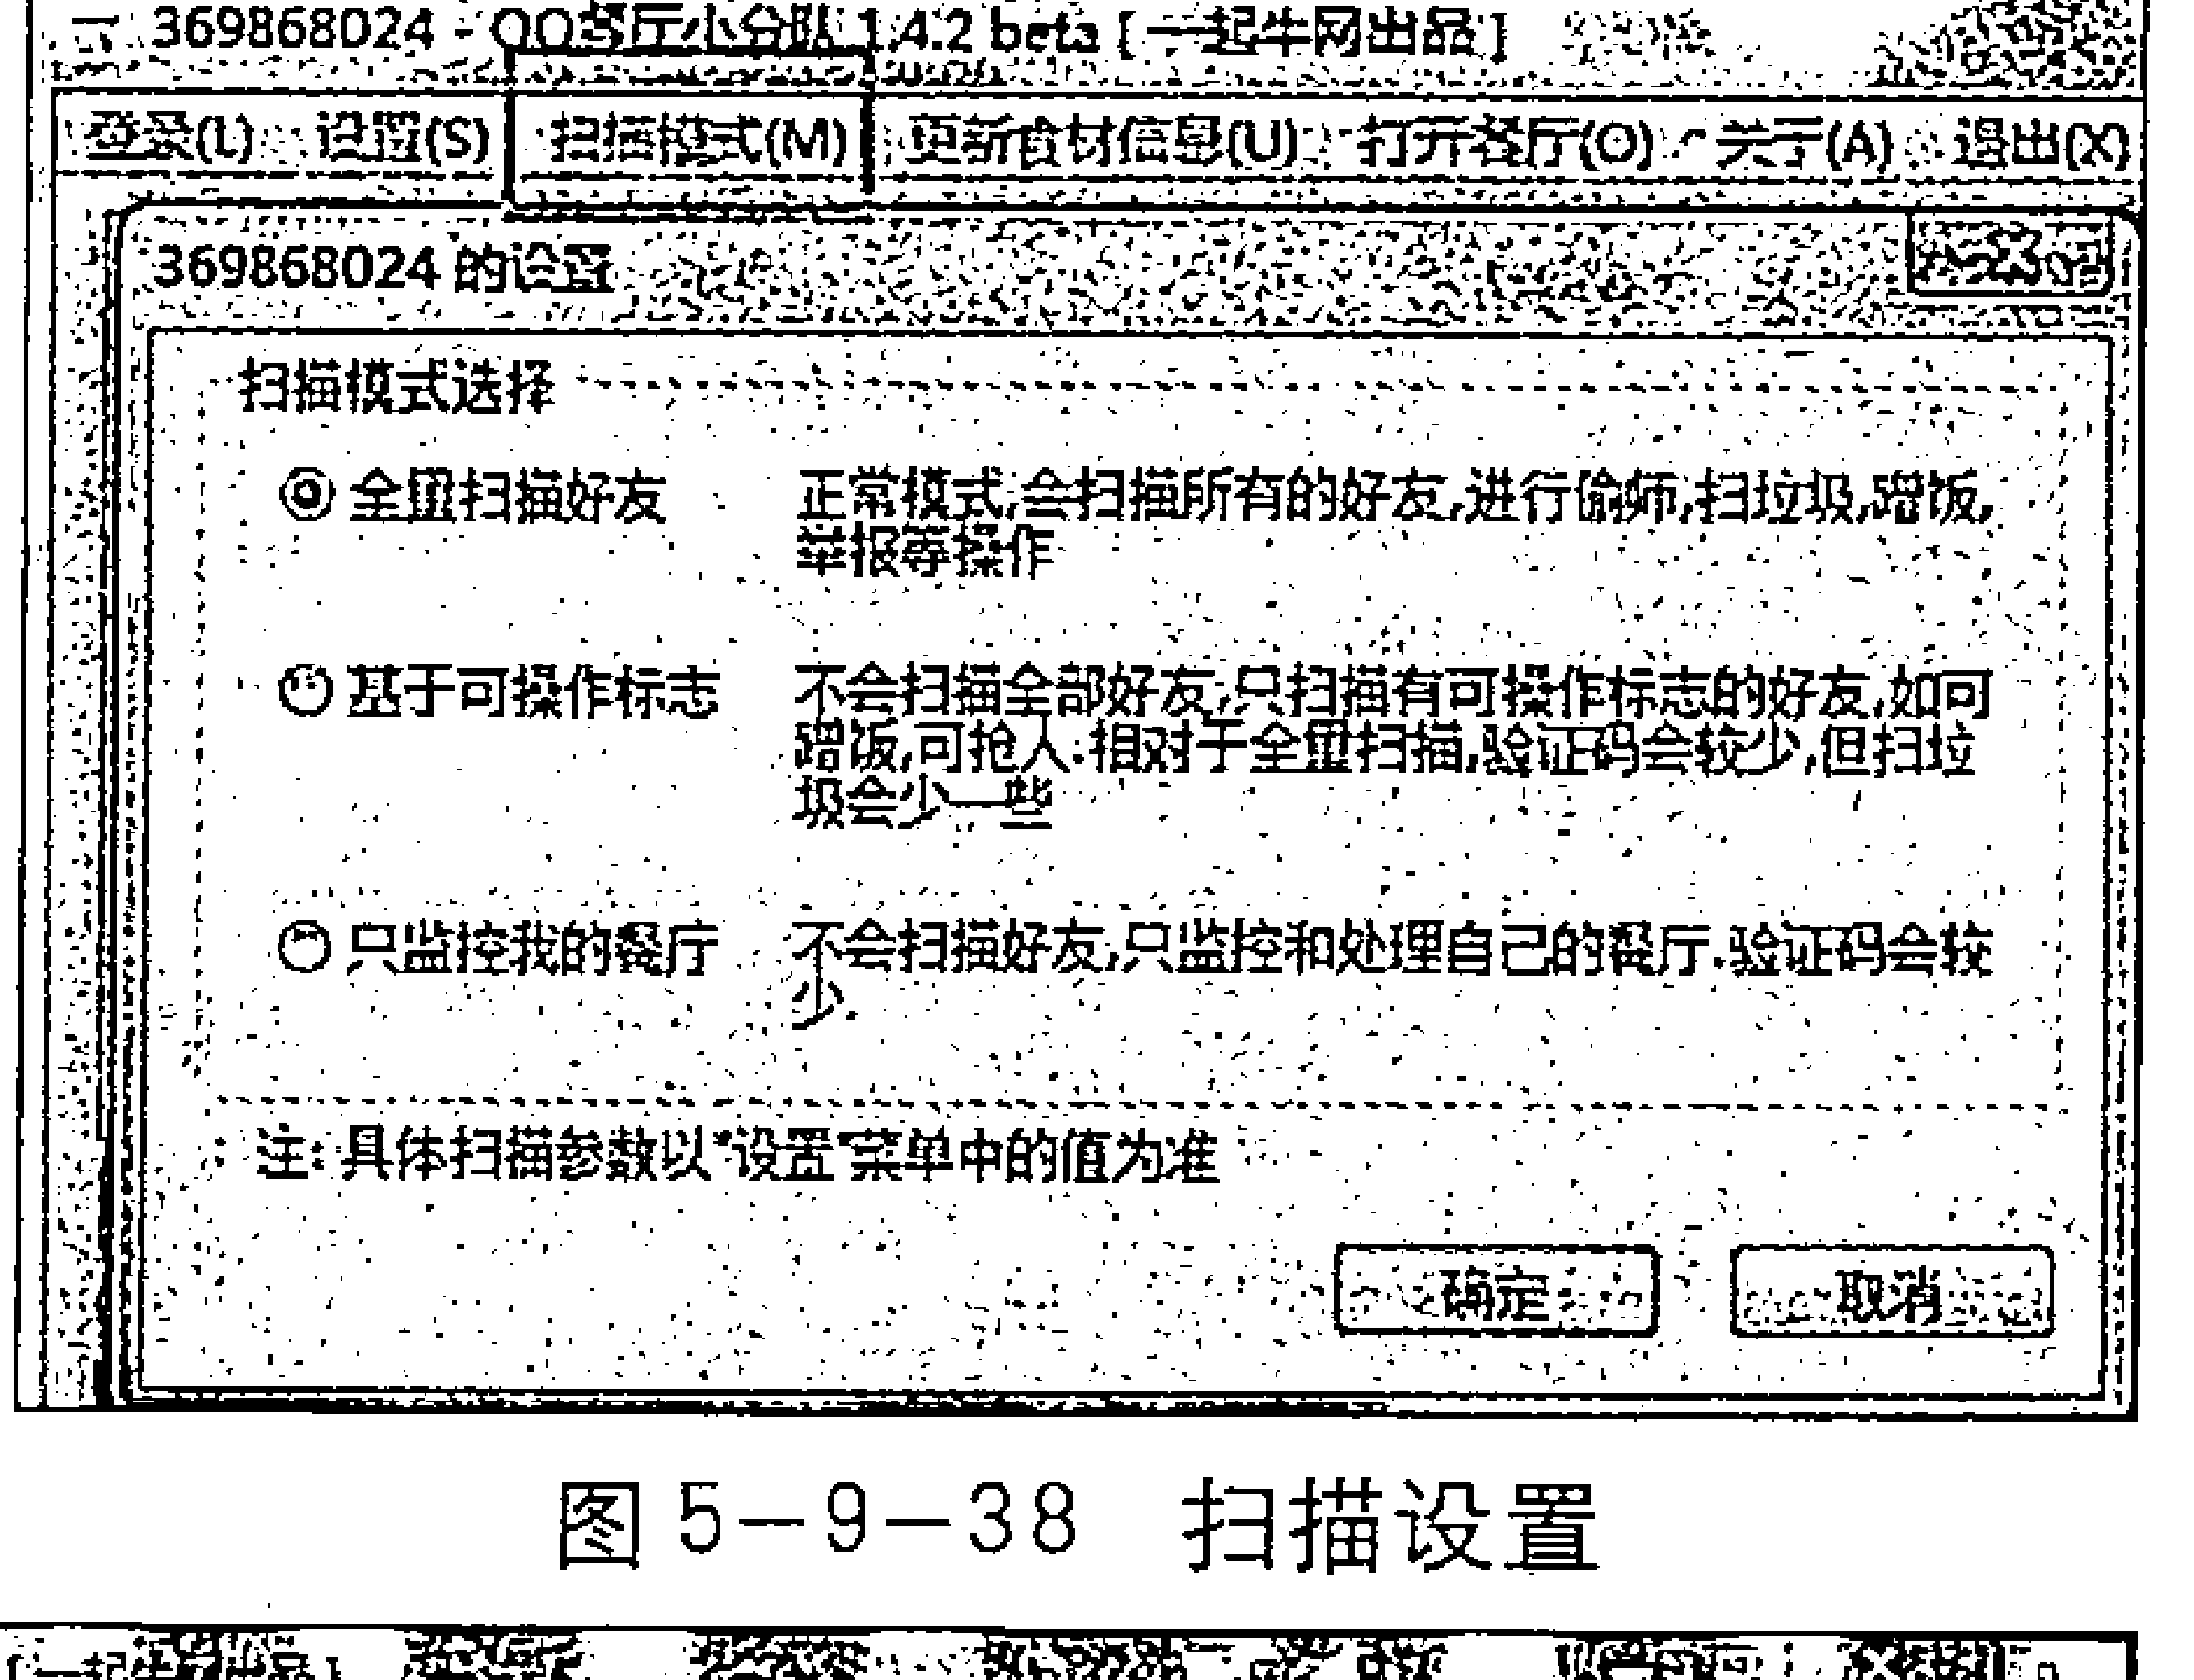 369868024 - QQ餐厅小分队 1.4.2 beta [ 一起牛网出品 ]
登录(L) 设置(S) 扫描模式(M) 更新食材信息(U) 打开餐厅(O) 关于(A) 退出(X)
369868024 的设置
扫描模式选择
全量扫描好友 正常模式,会扫描所有的好友,进行偷师,扫垃圾,蹭饭,
举报等操作
基于可操作标志 不会扫描全部好友,只扫描有可操作标志的好友,如可
蹭饭,可抢人.相对于全量扫描,验证码会较少,但扫垃
圾会少一些
只监控我的餐厅 不会扫描好友,只监控和处理自己的餐厅.验证码会较
少.
注: 具体扫描参数以"设置"菜单中的值为准
确定 取消
图 5－9－38 扫描设置